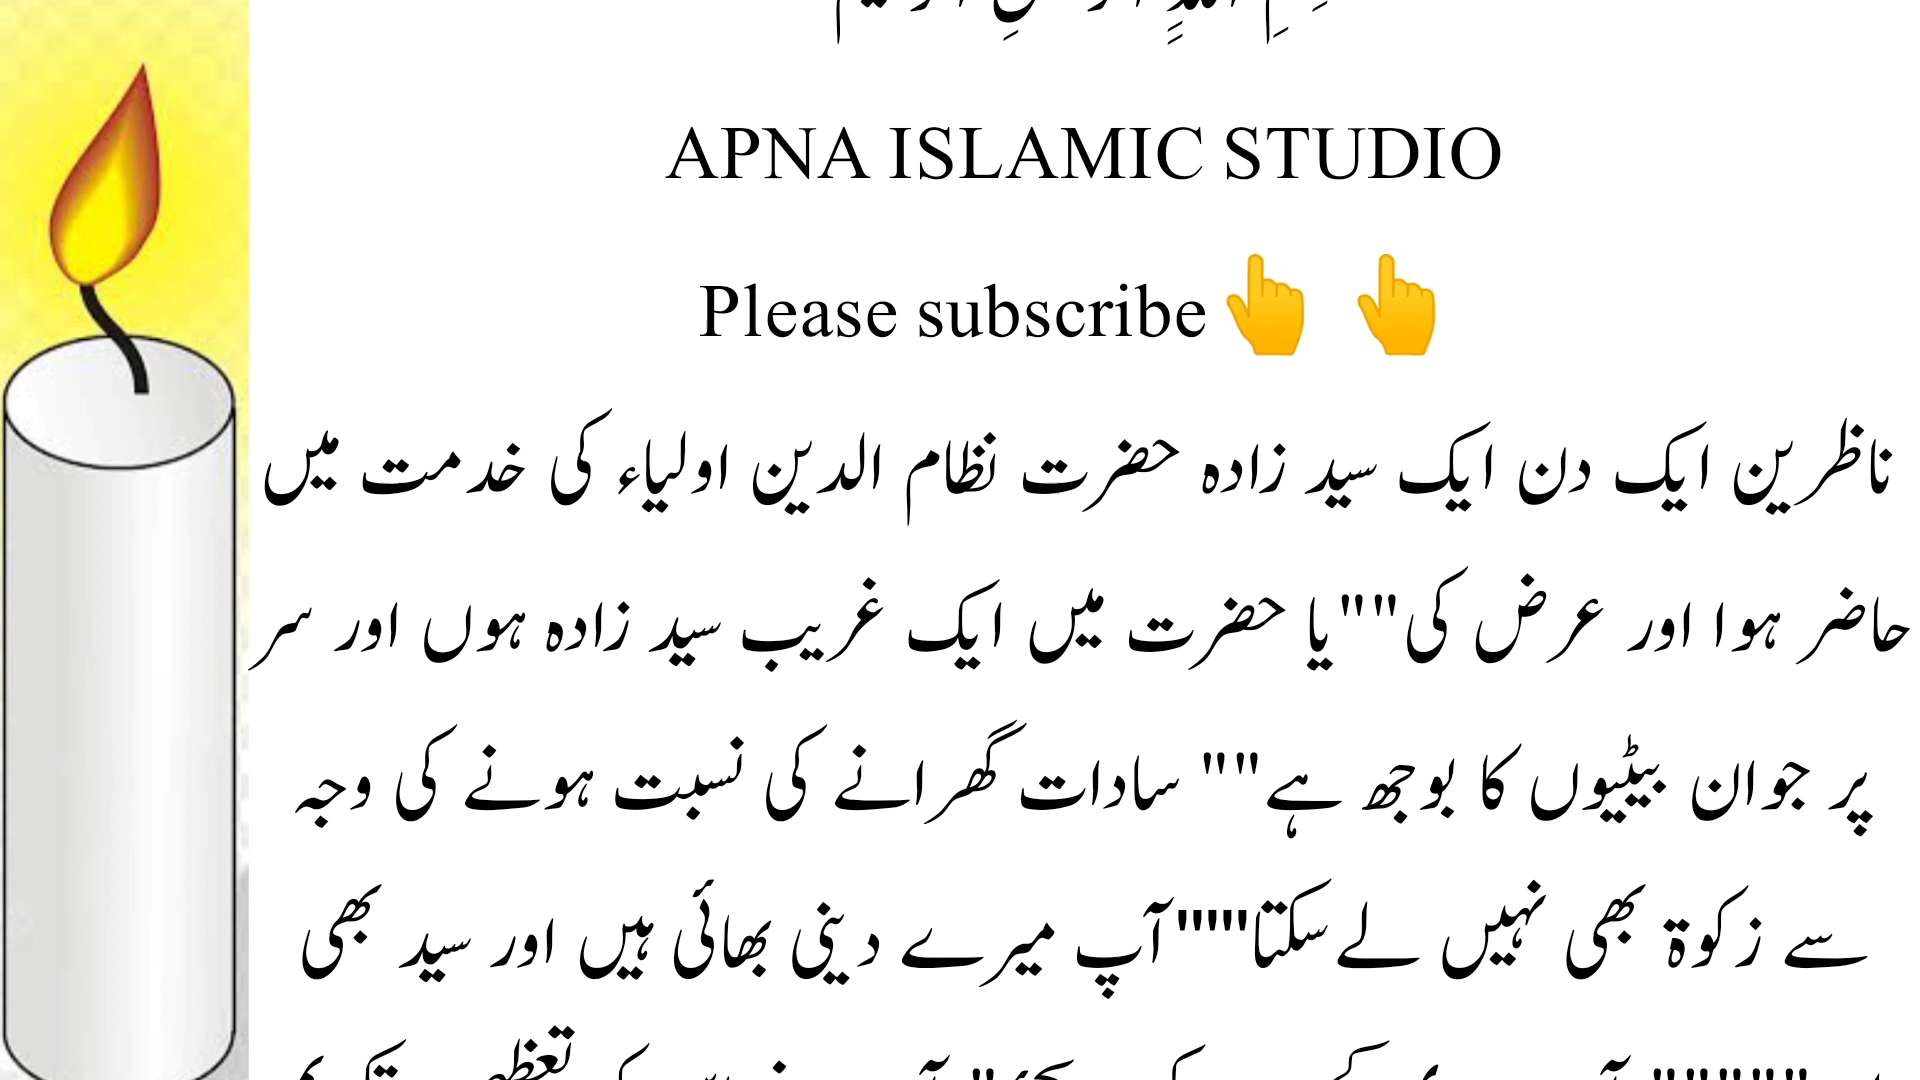 APNA ISLAMIC STUDIO
Please subscribe👆 👆
ناظرین ایک دن ایک سید زادہ حضرت نظام الدین اولیاء کی خدمت میں
حاضر ہوا اور عرض کی""یا حضرت میں ایک غریب سید زادہ ہوں اور سر
پر جوان بیٹیوں کا بوجھ ہے"" سادات گھرانے کی نسبت ہونے کی وجہ
سے زکوۃ بھی نہیں لے سکتا"""آپ میرے دینی بھائی ہیں اور سید بھی